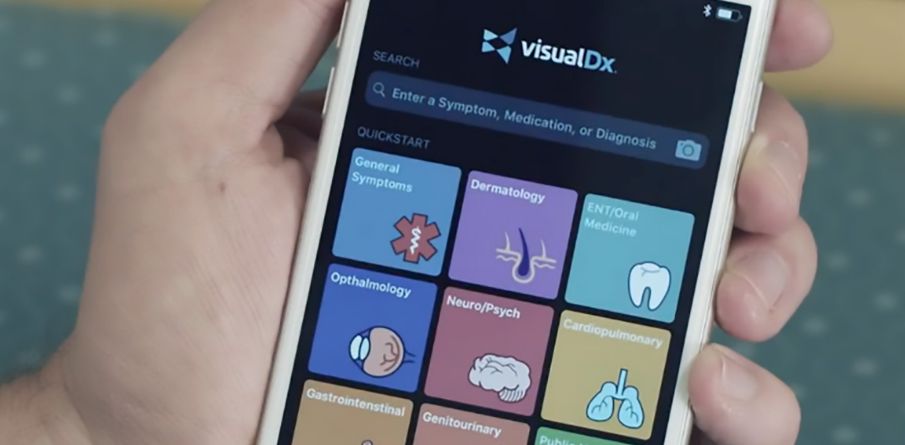 visualDx.
SEARCH
Enter a Symptom, Medication, or Diagnosis
QUICKSTART
General
Symptoms
Dermatology
ENT/Oral
Medicine
Opthalmology
Neuro/Psych
Cardiopulmonary
Gastrointenstinal
Genitourinary